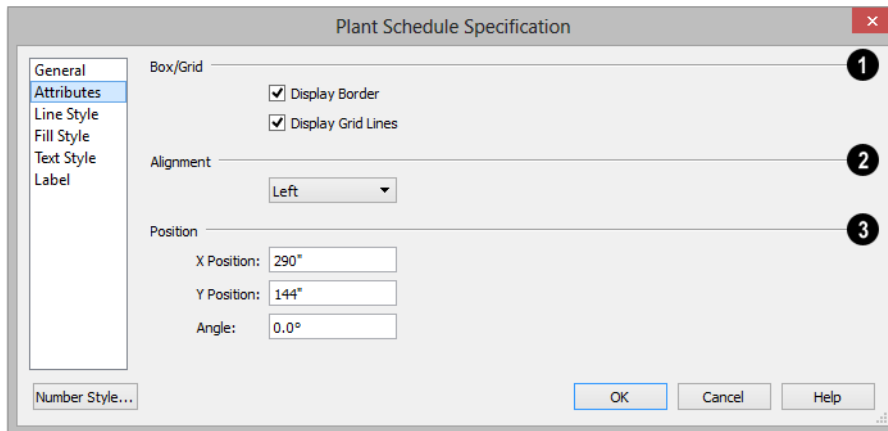 Plant Schedule Specification
General
Attributes
Line Style
Fill Style
Text Style
Label
Box/Grid
1
Display Border
Display Grid Lines
Alignment
2
Left
Position
3
X Position: 290"
Y Position: 144"
Angle: 0.0°
Number Style...
OK
Cancel
Help